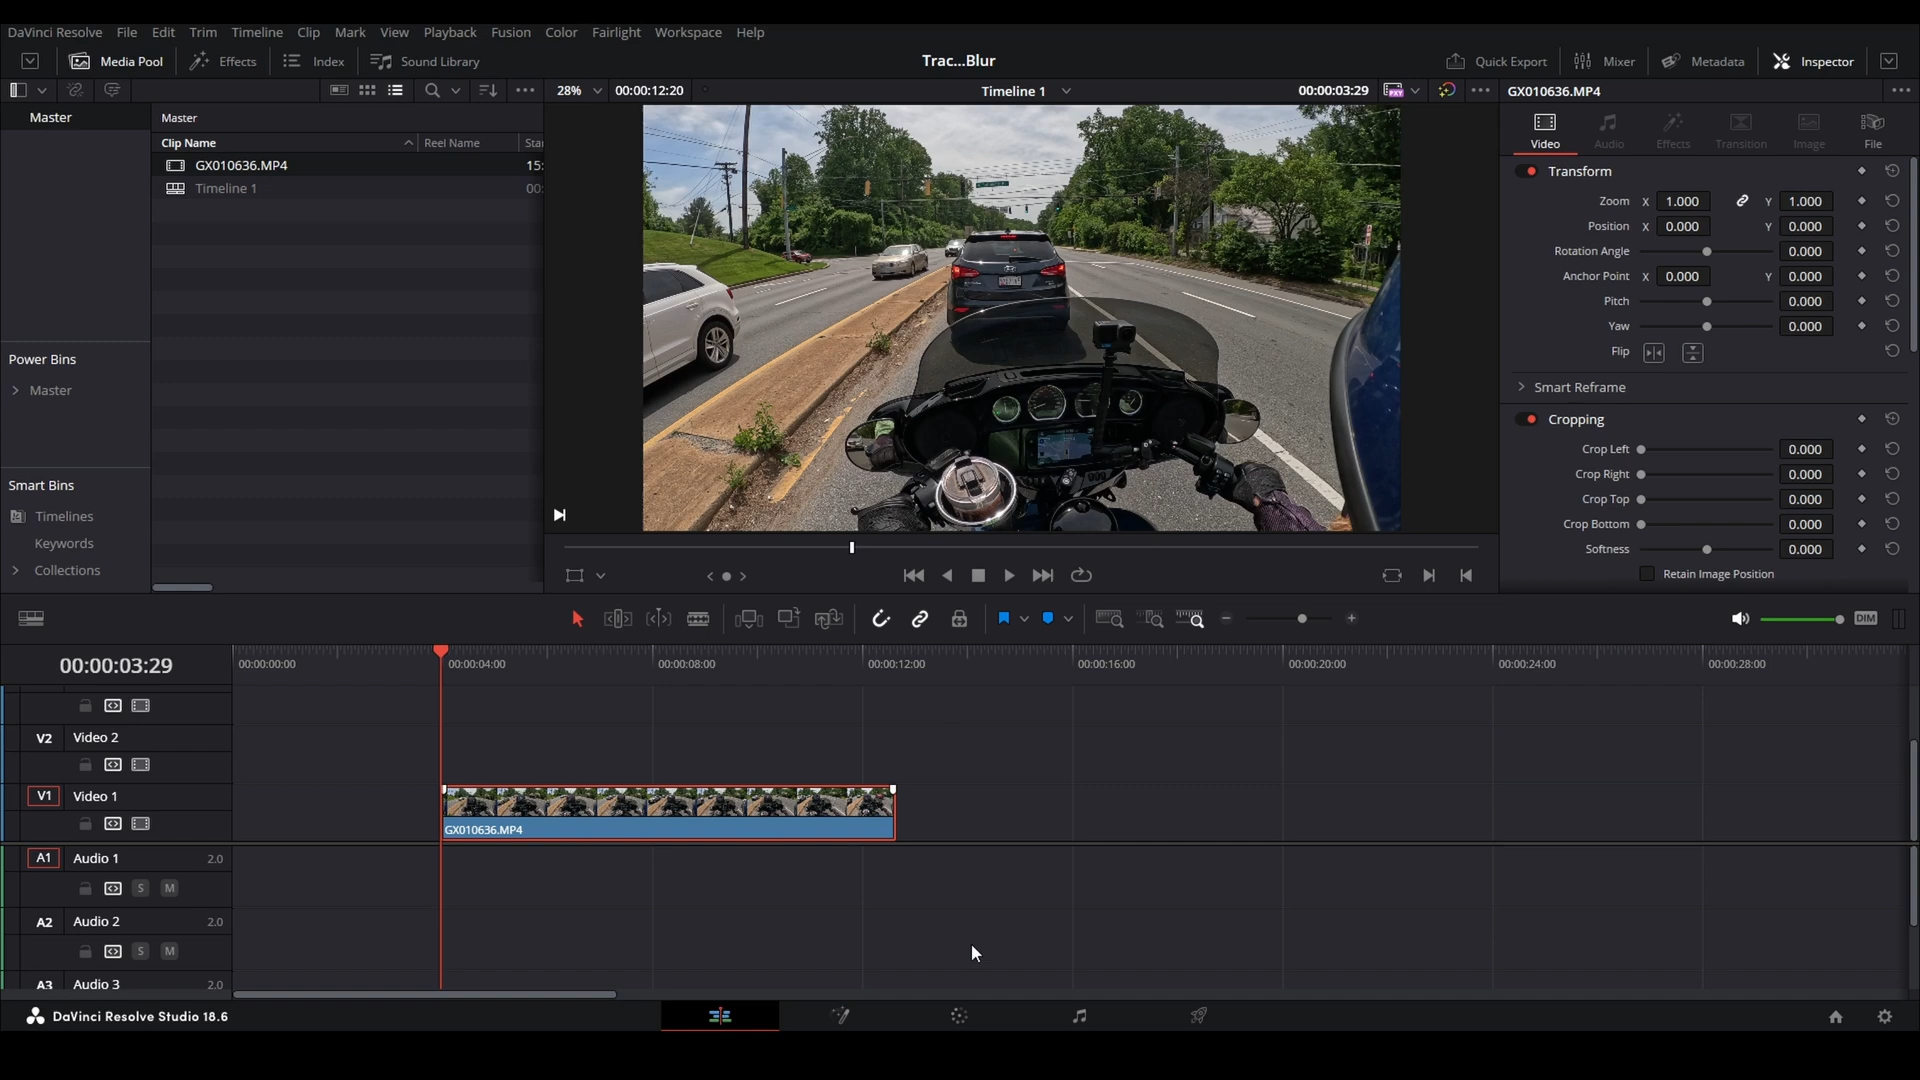 DaVinci Resolve File Edit Trim Timeline Clip Mark View Playback Fusion Color Fairlight Workspace Help
Media Pool Effects Index Sound Library Trac...Blur Quick Export Mixer Metadata Inspector
28% 00:00:12:20 Timeline 1 00:00:03:29 GX010636.MP4
Master Master
Clip Name Reel Name Star
GX010636.MP4 15:
Timeline 1 00:
Power Bins
Master
Smart Bins
Timelines
Keywords
Collections
Video Audio Effects Transition Image File
Transform
Zoom X 1.000 Y 1.000
Position X 0.000 Y 0.000
Rotation Angle 0.000
Anchor Point X 0.000 Y 0.000
Pitch 0.000
Yaw 0.000
Flip
Smart Reframe
Cropping
Crop Left 0.000
Crop Right 0.000
Crop Top 0.000
Crop Bottom 0.000
Softness 0.000
Retain Image Position
DIM
00:00:03:29 00:00:00:00 00:00:04:00 00:00:08:00 00:00:12:00 00:00:16:00 00:00:20:00 00:00:24:00 00:00:28:00
V2 Video 2
V1 Video 1
GX010636.MP4
A1 Audio 1 2.0
S M
A2 Audio 2 2.0
S M
A3 Audio 3 2.0
DaVinci Resolve Studio 18.6